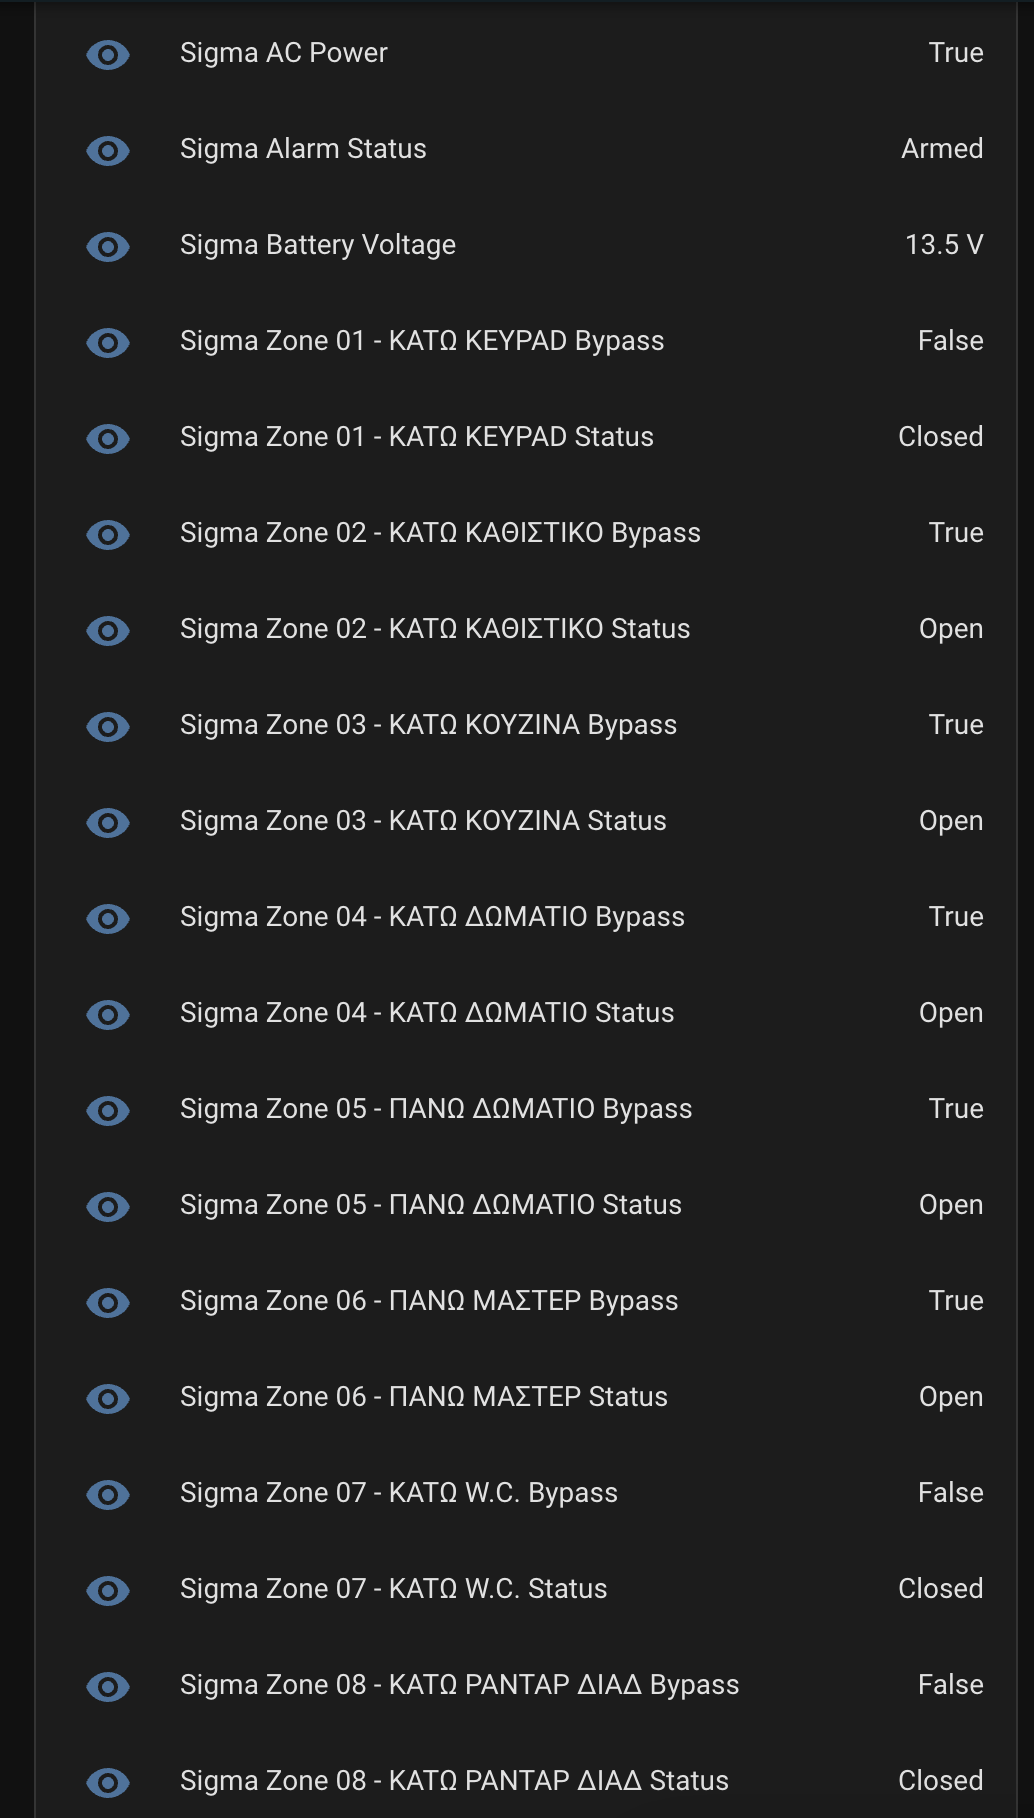 Sigma AC Power True
Sigma Alarm Status Armed
Sigma Battery Voltage 13.5 V
Sigma Zone 01 - ΚΑΤΩ KEYPAD Bypass False
Sigma Zone 01 - ΚΑΤΩ KEYPAD Status Closed
Sigma Zone 02 - ΚΑΤΩ ΚΑΘΙΣΤΙΚΟ Bypass True
Sigma Zone 02 - ΚΑΤΩ ΚΑΘΙΣΤΙΚΟ Status Open
Sigma Zone 03 - ΚΑΤΩ ΚΟΥΖΙΝΑ Bypass True
Sigma Zone 03 - ΚΑΤΩ ΚΟΥΖΙΝΑ Status Open
Sigma Zone 04 - ΚΑΤΩ ΔΩΜΑΤΙΟ Bypass True
Sigma Zone 04 - ΚΑΤΩ ΔΩΜΑΤΙΟ Status Open
Sigma Zone 05 - ΠΑΝΩ ΔΩΜΑΤΙΟ Bypass True
Sigma Zone 05 - ΠΑΝΩ ΔΩΜΑΤΙΟ Status Open
Sigma Zone 06 - ΠΑΝΩ ΜΑΣΤΕΡ Bypass True
Sigma Zone 06 - ΠΑΝΩ ΜΑΣΤΕΡ Status Open
Sigma Zone 07 - ΚΑΤΩ W.C. Bypass False
Sigma Zone 07 - ΚΑΤΩ W.C. Status Closed
Sigma Zone 08 - ΚΑΤΩ ΡΑΝΤΑΡ ΔΙΑΔ Bypass False
Sigma Zone 08 - ΚΑΤΩ ΡΑΝΤΑΡ ΔΙΑΔ Status Closed